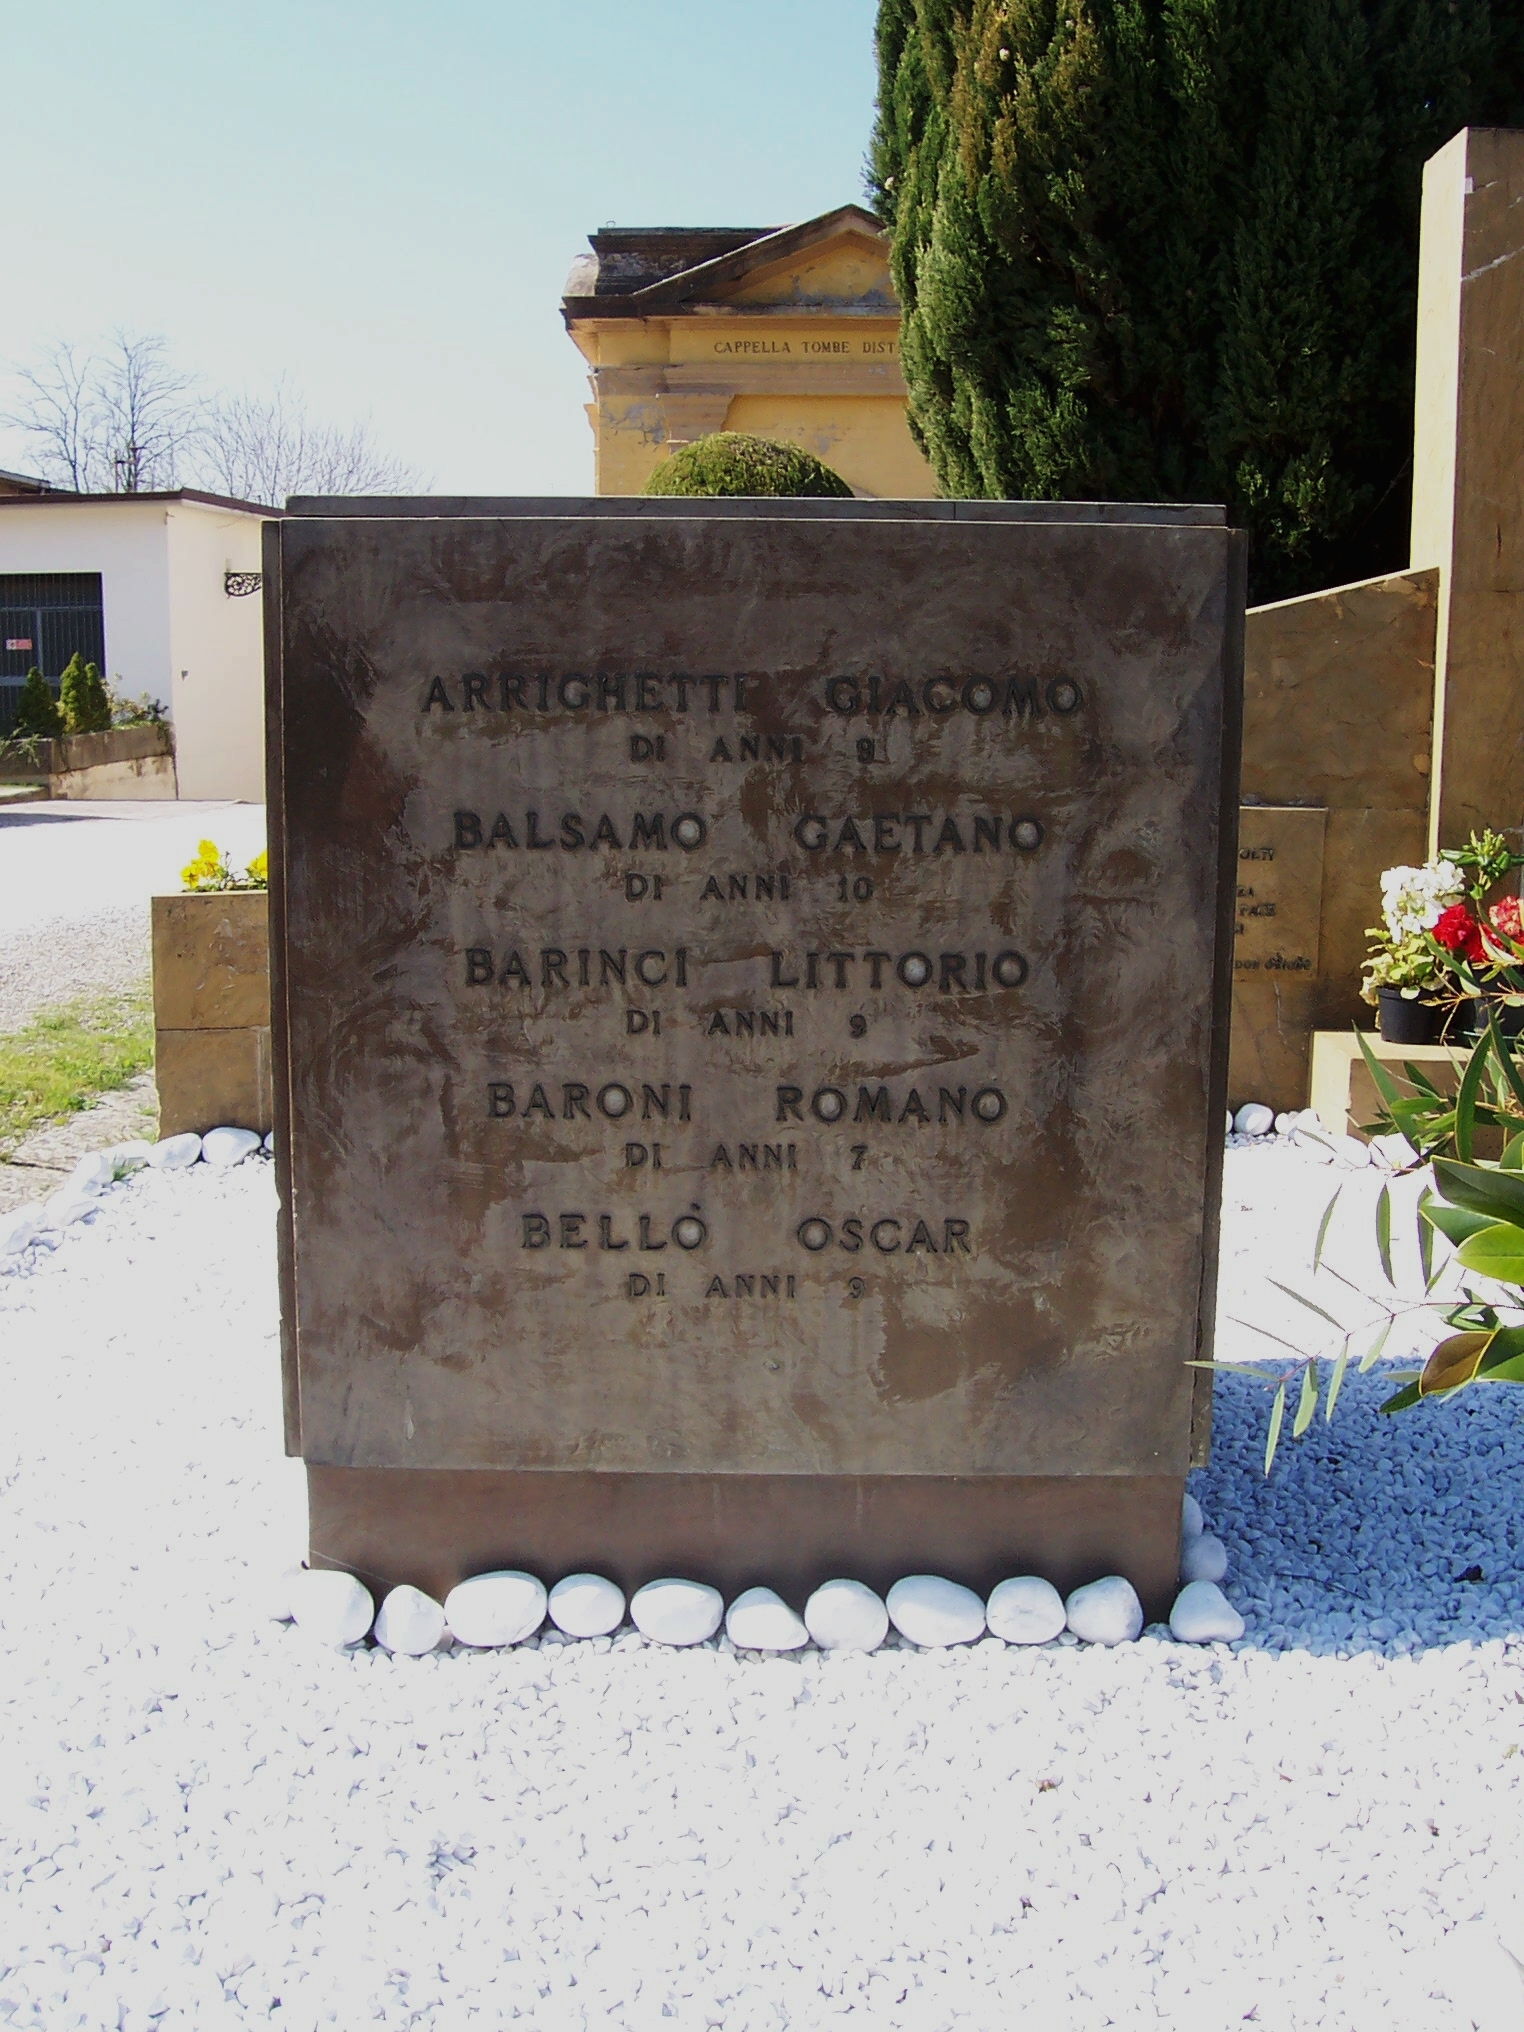 CAPPELLA TOMBE
ARRIGHETTI GIACOMO
DI ANNI 9
BALSAMO GAETANO
DI ANNI 10
BARINCI LITTORIO
DI ANNI 9
BARONI ROMANO
DI ANNI 7
BELLÒ OSCAR
DI ANNI 9